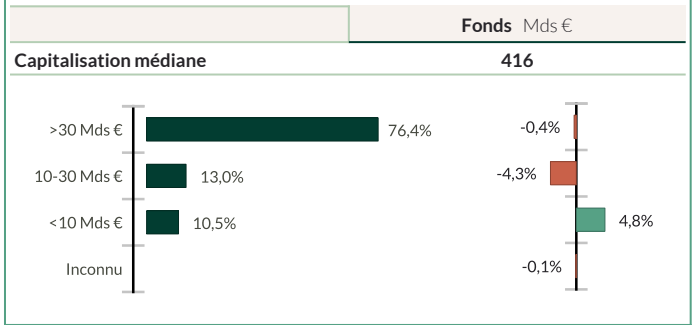 Fonds Mds €
Capitalisation médiane 416
>30 Mds € 76,4% -0,4%
10-30 Mds € 13,0% -4,3%
<10 Mds € 10,5% 4,8%
Inconnu -0,1%